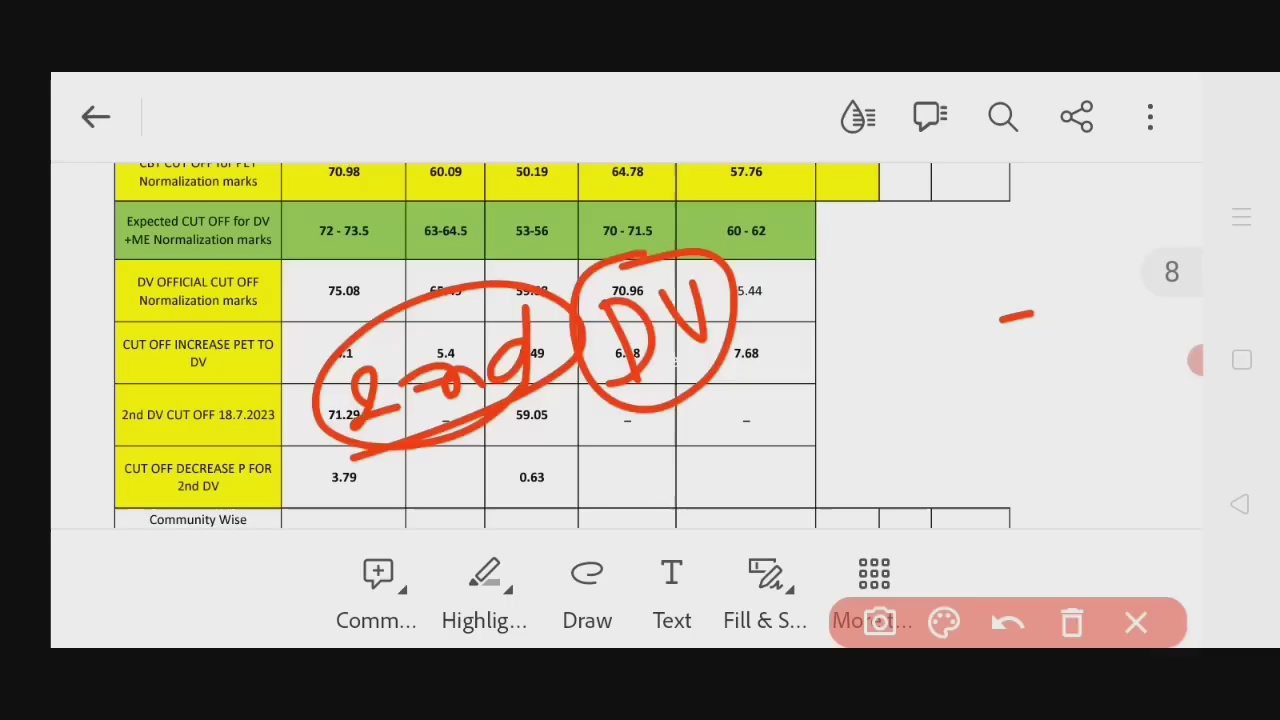 Normalization marks 70.98 60.09 50.19 64.78 57.76
Expected CUT OFF for DV
+ME Normalization marks 72 - 73.5 63-64.5 53-56 70 - 71.5 60 - 62
DV OFFICIAL CUT OFF
Normalization marks 75.08 70.96
CUT OFF INCREASE PET TO
DV 5.4 7.68
2nd DV CUT OFF 18.7.2023 71.29 _ 59.05 _ _
CUT OFF DECREASE P FOR
2nd DV 3.79 0.63
Community Wise
2nd DV
8
Comm... Highlig... Draw Text Fill & S... More t...